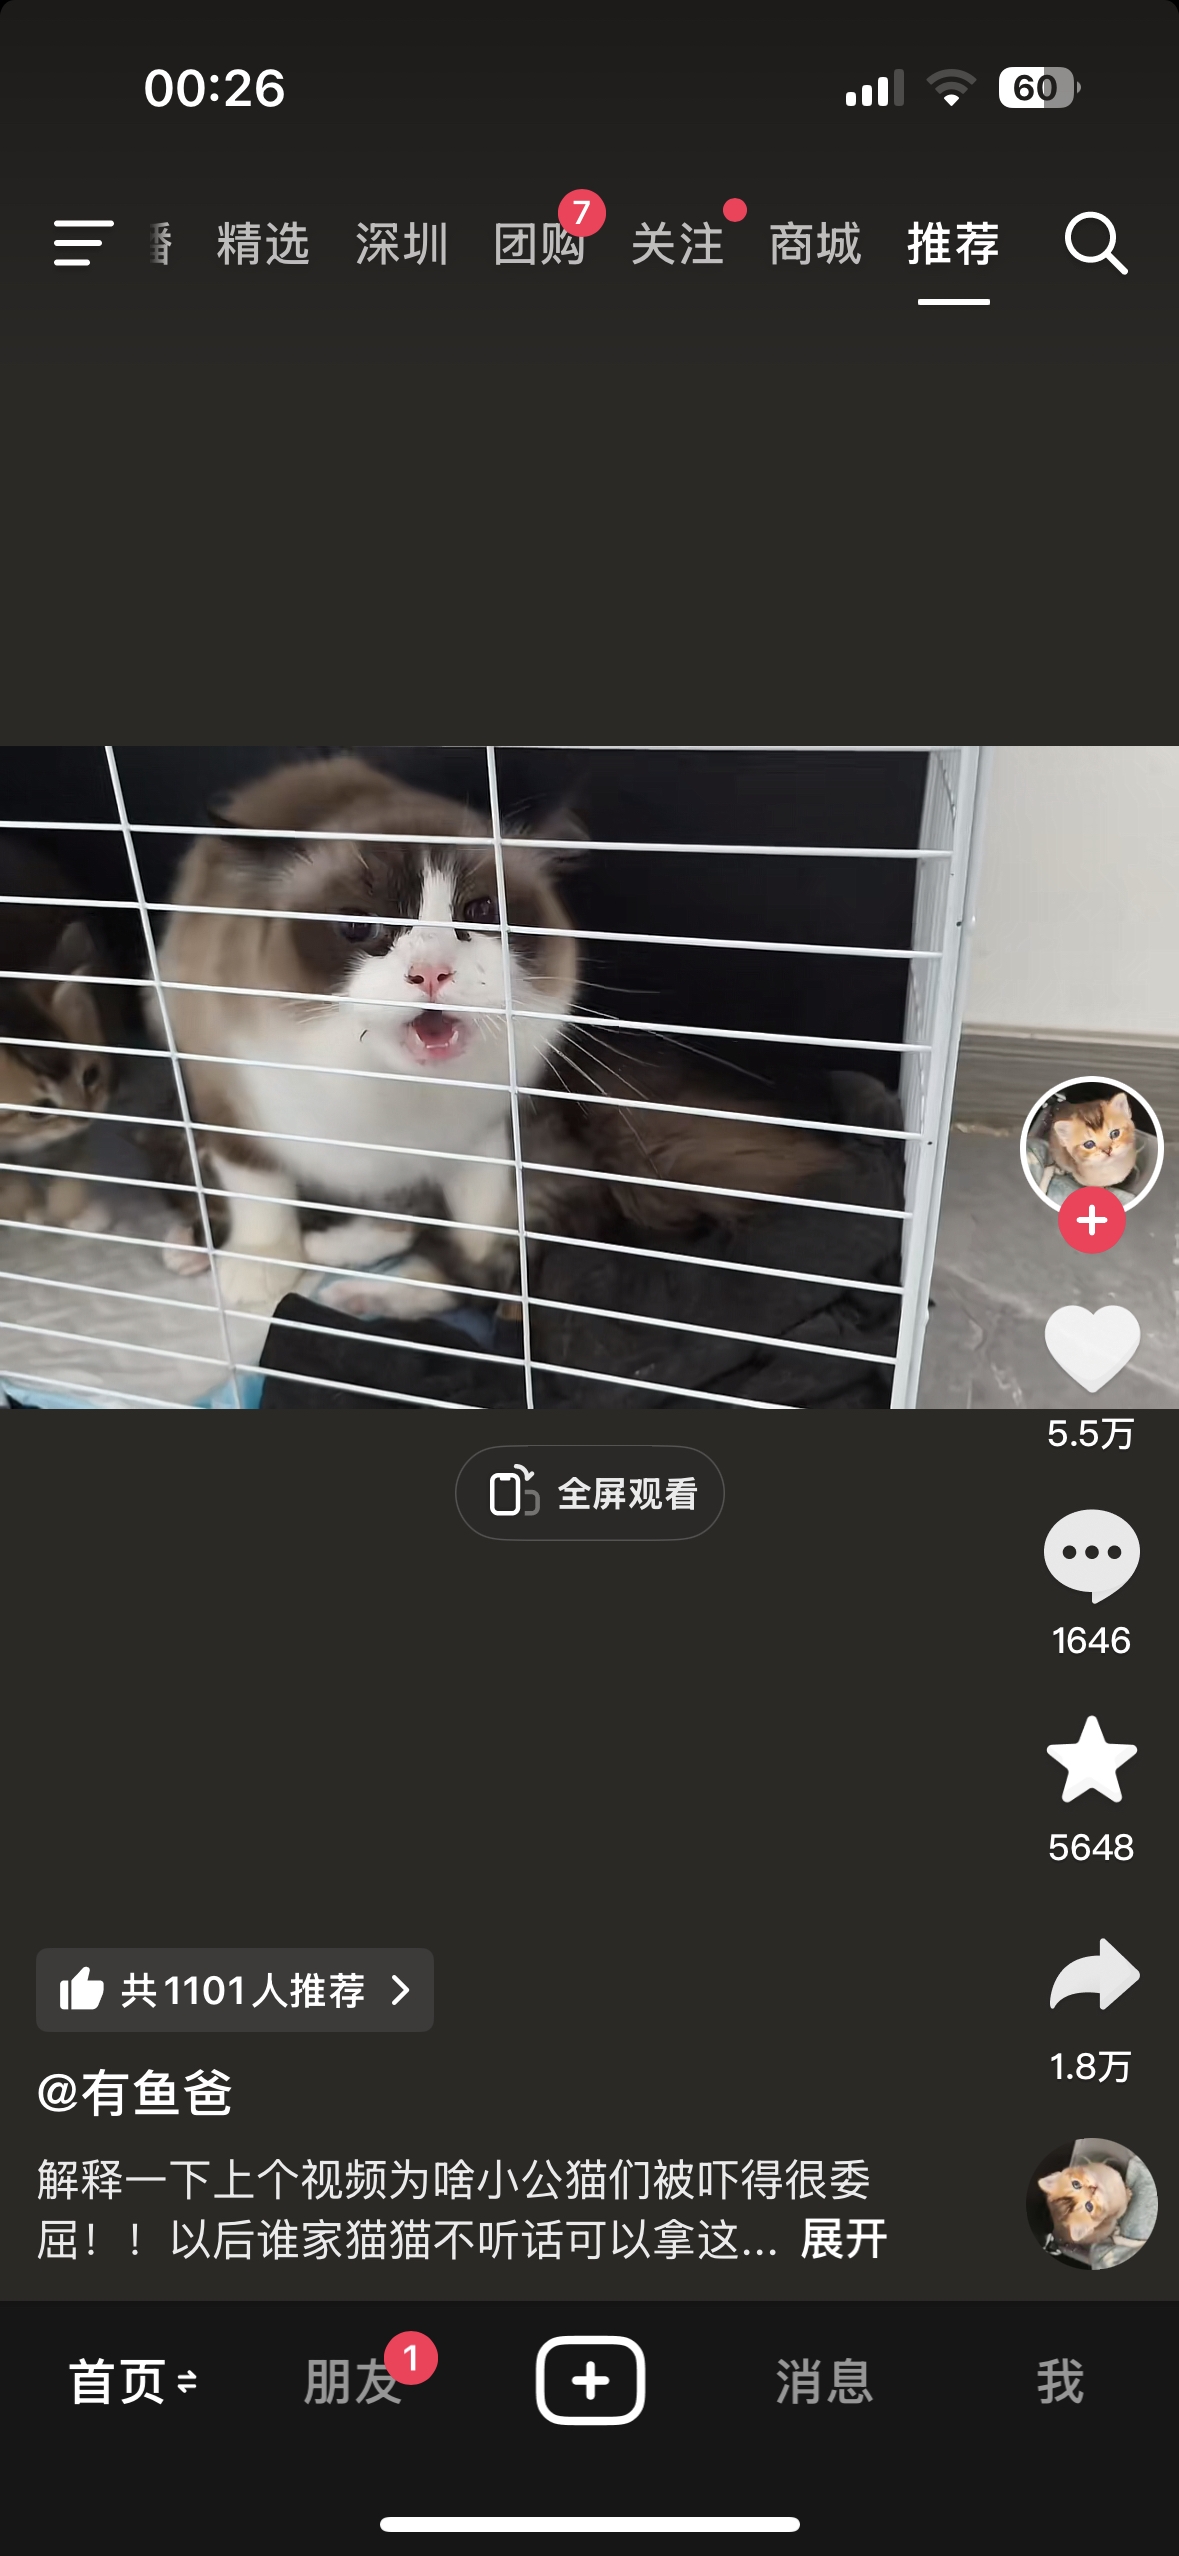 00:26
60
精选 深圳 团购 7 关注 商城 推荐
5.5万
全屏观看
1646
5648
共1101人推荐
1.8万
@有鱼爸
解释一下上个视频为啥小公猫们被吓得很委
屈！！以后谁家猫猫不听话可以拿这... 展开
首页 朋友 1 消息 我